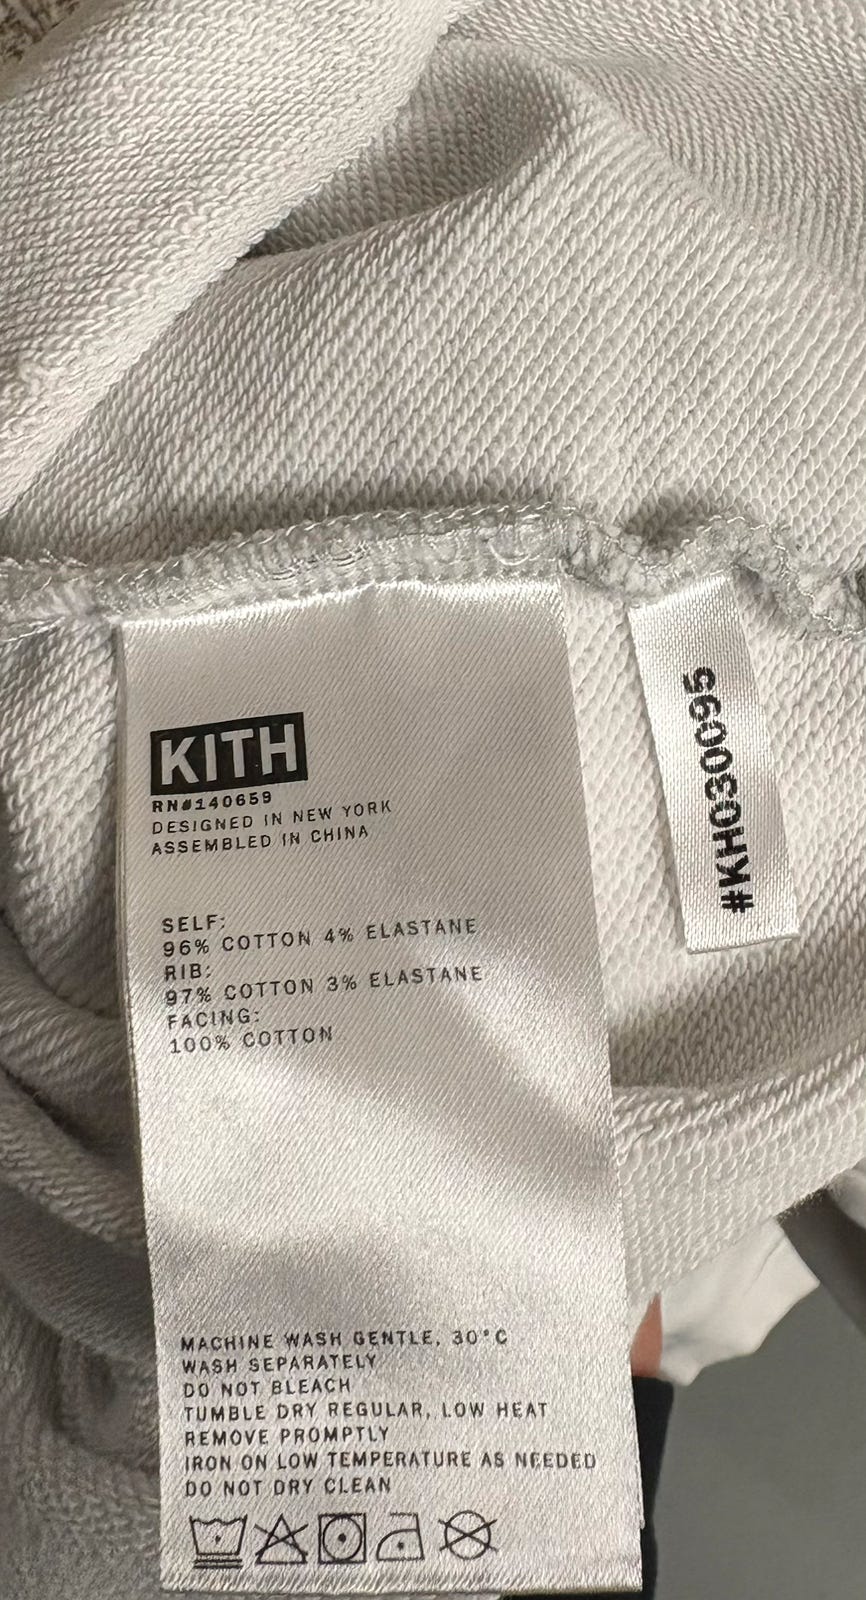 KITH
RN#140659
DESIGNED IN NEW YORK
ASSEMBLED IN CHINA
SELF:
96% COTTON 4% ELASTANE
RIB:
97% COTTON 3% ELASTANE
FACING:
100% COTTON
MACHINE WASH GENTLE, 30°C
WASH SEPARATELY
DO NOT BLEACH
TUMBLE DRY REGULAR, LOW HEAT
REMOVE PROMPTLY
IRON ON LOW TEMPERATURE AS NEEDED
DO NOT DRY CLEAN
#KH030095